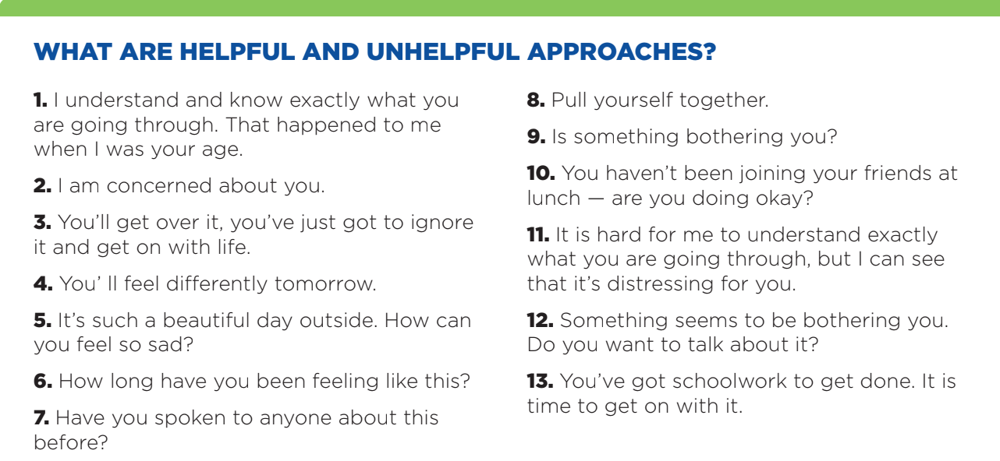 WHAT ARE HELPFUL AND UNHELPFUL APPROACHES?
1. I understand and know exactly what you
are going through. That happened to me
when I was your age.
2. I am concerned about you.
3. You’ll get over it, you’ve just got to ignore
it and get on with life.
4. You’ ll feel differently tomorrow.
5. It’s such a beautiful day outside. How can
you feel so sad?
6. How long have you been feeling like this?
7. Have you spoken to anyone about this
before?
8. Pull yourself together.
9. Is something bothering you?
10. You haven’t been joining your friends at
lunch — are you doing okay?
11. It is hard for me to understand exactly
what you are going through, but I can see
that it’s distressing for you.
12. Something seems to be bothering you.
Do you want to talk about it?
13. You’ve got schoolwork to get done. It is
time to get on with it.